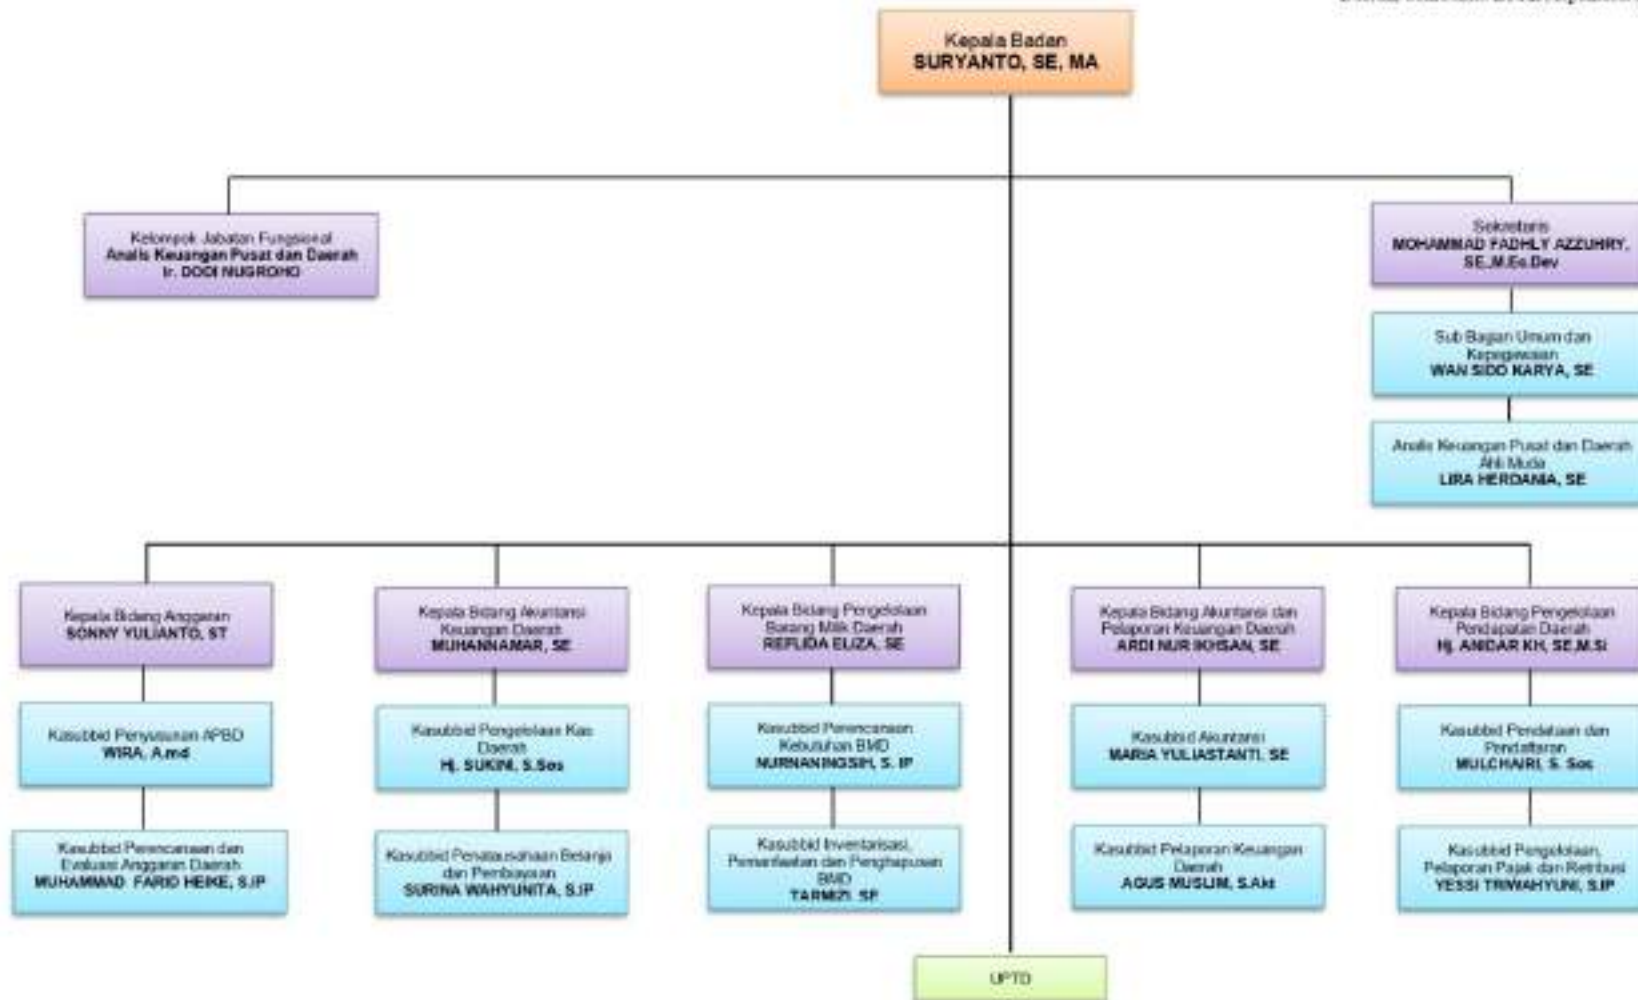 Kepala Badan
SURYANTO, SE, MA
Kelompok Jabatan Fungsional
Analis Keuangan Pusat dan Daerah
Ir. DODI NUGROHO
Sekretaris
MOHAMMAD FADHLY AZZUHRY,
SE.,M.Ec.Dev
Sub Bagian Umum dan
Kepegawaian
WAN SIDO KARYA, SE
Analis Keuangan Pusat dan Daerah
Ahli Muda
LIRA HERDANIA, SE
Kepala Bidang Anggaran
SONNY YULIANTO, ST
Kepala Bidang Akuntansi
Keuangan Daerah
MUHANNAMAR, SE
Kepala Bidang Pengelolaan
Barang Milik Daerah
REFLIDA ELIZA, SE
Kepala Bidang Akuntansi dan
Pelaporan Keuangan Daerah
ARDI NUR IKHSAN, SE
Kepala Bidang Pengelolaan
Pendapatan Daerah
Hj. ANIDAR KH, SE,M.Si
Kasubbid Penyusunan APBD
WIRA, A.md
Kasubbid Pengelolaan Kas
Daerah
Hj. SUKINI, S.Sos
Kasubbid Perencanaan
Kebutuhan BMD
NURNANINGSIH, S. IP
Kasubbid Akuntansi
MARIA YULIASTANTI, SE
Kasubbid Pendataan dan
Pendaftaran
MULCHAIRI, S. Sos
Kasubbid Perencanaan dan
Evaluasi Anggaran Daerah
MUHAMMAD FARID HEIKE, S.IP
Kasubbid Penatausahaan Belanja
dan Pembiayaan
SURINA WAHYUNITA, S.IP
Kasubbid Inventarisasi,
Pemanfaatan dan Penghapusan
BMD
TARMIZI, SE
Kasubbid Pelaporan Keuangan
Daerah
AGUS MUSLIM, S.Akt
Kasubbid Pengelolaan,
Pelaporan Pajak dan Retribusi
YESSI TRIWAHYUNI, S.IP
UPTD